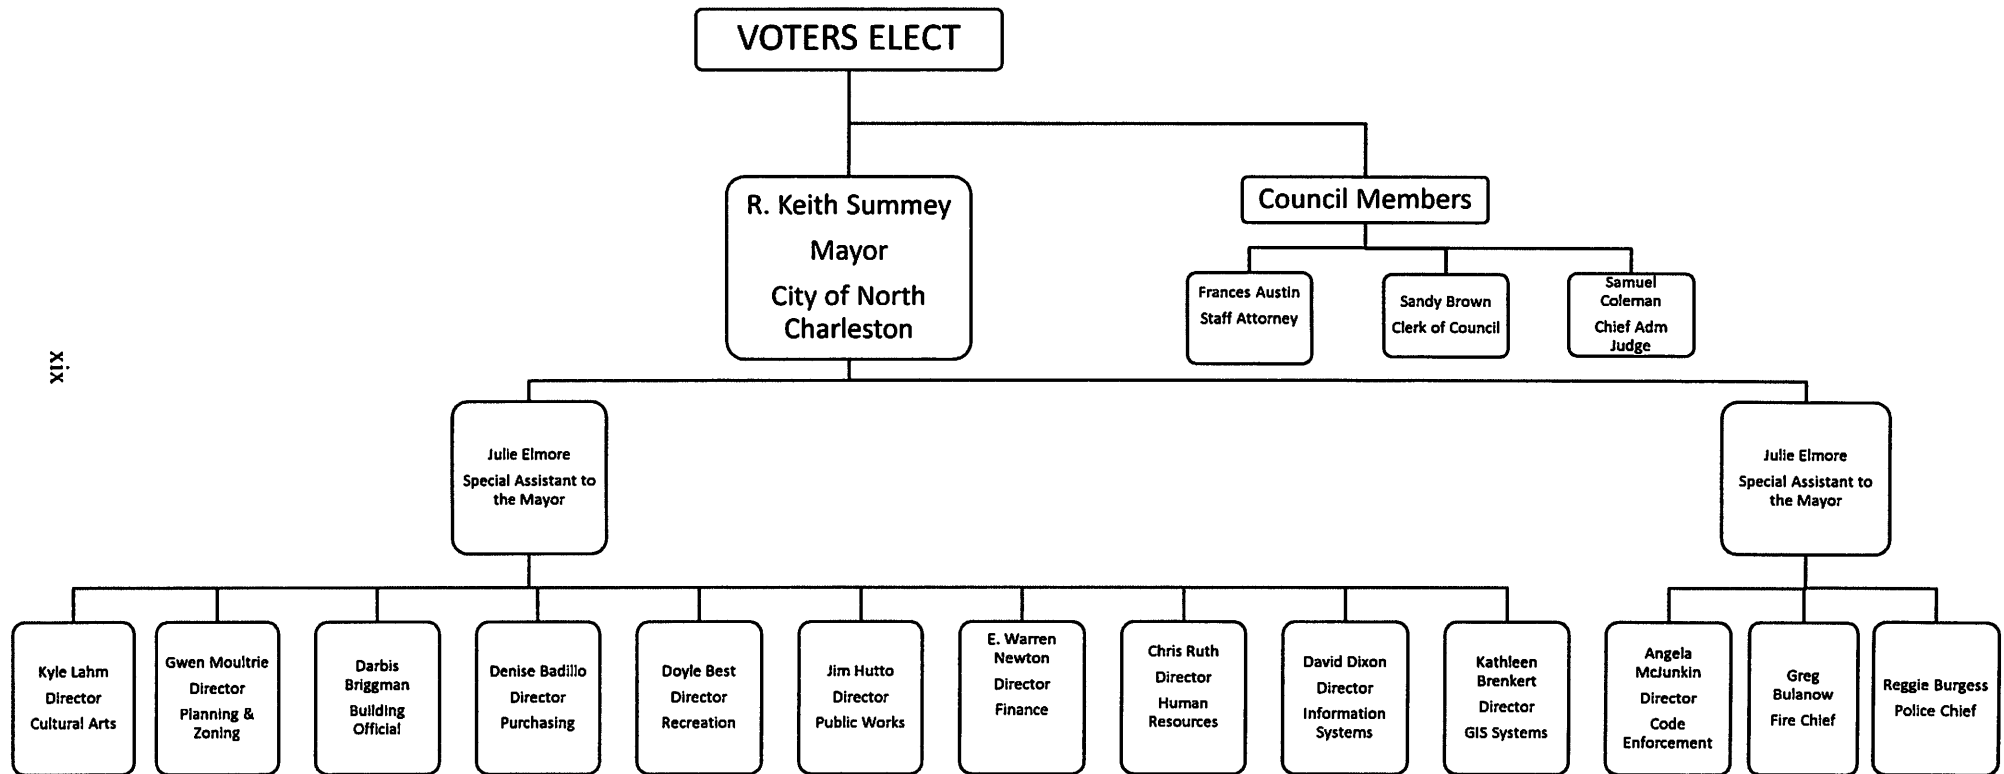 VOTERS ELECT
R. Keith Summey
Mayor
City of North
Charleston
Council Members
Frances Austin
Staff Attorney
Sandy Brown
Clerk of Council
Samuel
Coleman
Chief Adm
Judge
xix
Julie Elmore
Special Assistant to
the Mayor
Julie Elmore
Special Assistant to
the Mayor
Kyle Lahm
Director
Cultural Arts
Gwen Moultrie
Director
Planning &
Zoning
Darbis
Briggman
Building
Official
Denise Badillo
Director
Purchasing
Doyle Best
Director
Recreation
Jim Hutto
Director
Public Works
E. Warren
Newton
Director
Finance
Chris Ruth
Director
Human
Resources
David Dixon
Director
Information
Systems
Kathleen
Brenkert
Director
GIS Systems
Angela
McJunkin
Director
Code
Enforcement
Greg
Bulanow
Fire Chief
Reggie Burgess
Police Chief